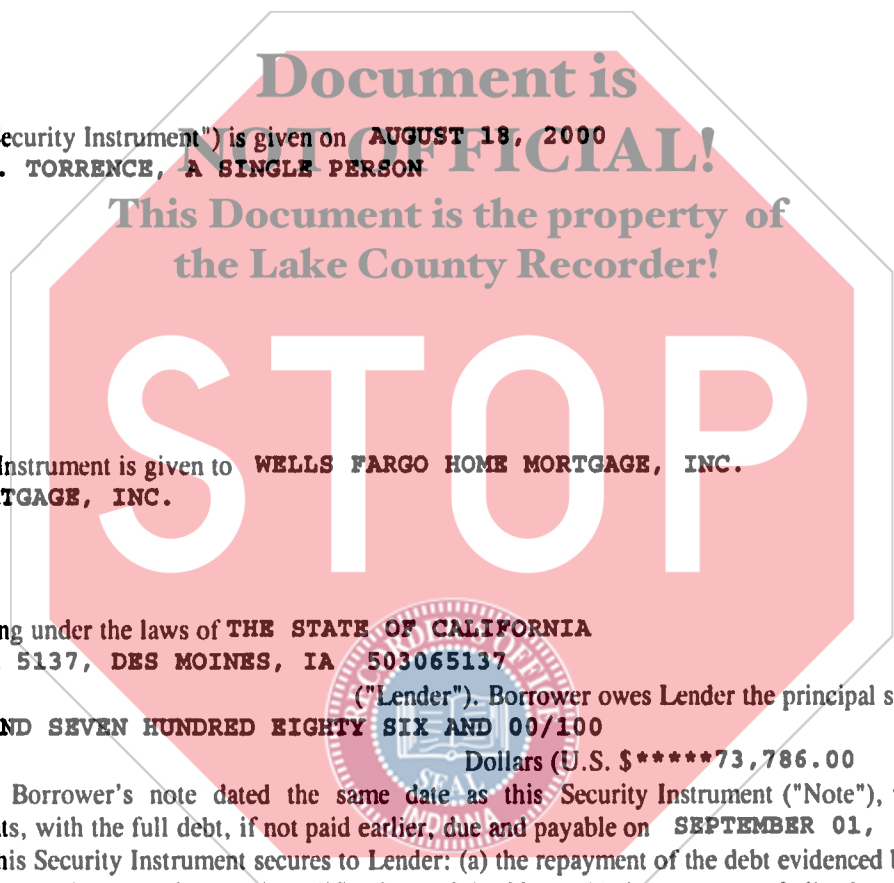 Document is
ecurity Instrument") is given on AUGUST 18, 2000
NOT OFFICIAL!
. TORRENCE, A SINGLE PERSON
This Document is the property of
the Lake County Recorder!
STOP
Instrument is given to WELLS FARGO HOME MORTGAGE, INC.
TGAGE, INC.
ng under the laws of THE STATE OF CALIFORNIA
5137, DES MOINES, IA 503065137
("Lender"). Borrower owes Lender the principal s
ND SEVEN HUNDRED EIGHTY SIX AND 00/100
Dollars (U.S. $*****73,786.00
RECORDER'S OFFICE
SEAL
INDIANA
Borrower's note dated the same date as this Security Instrument ("Note"),
ts, with the full debt, if not paid earlier, due and payable on SEPTEMBER 01,
his Security Instrument secures to Lender: (a) the repayment of the debt evidenced